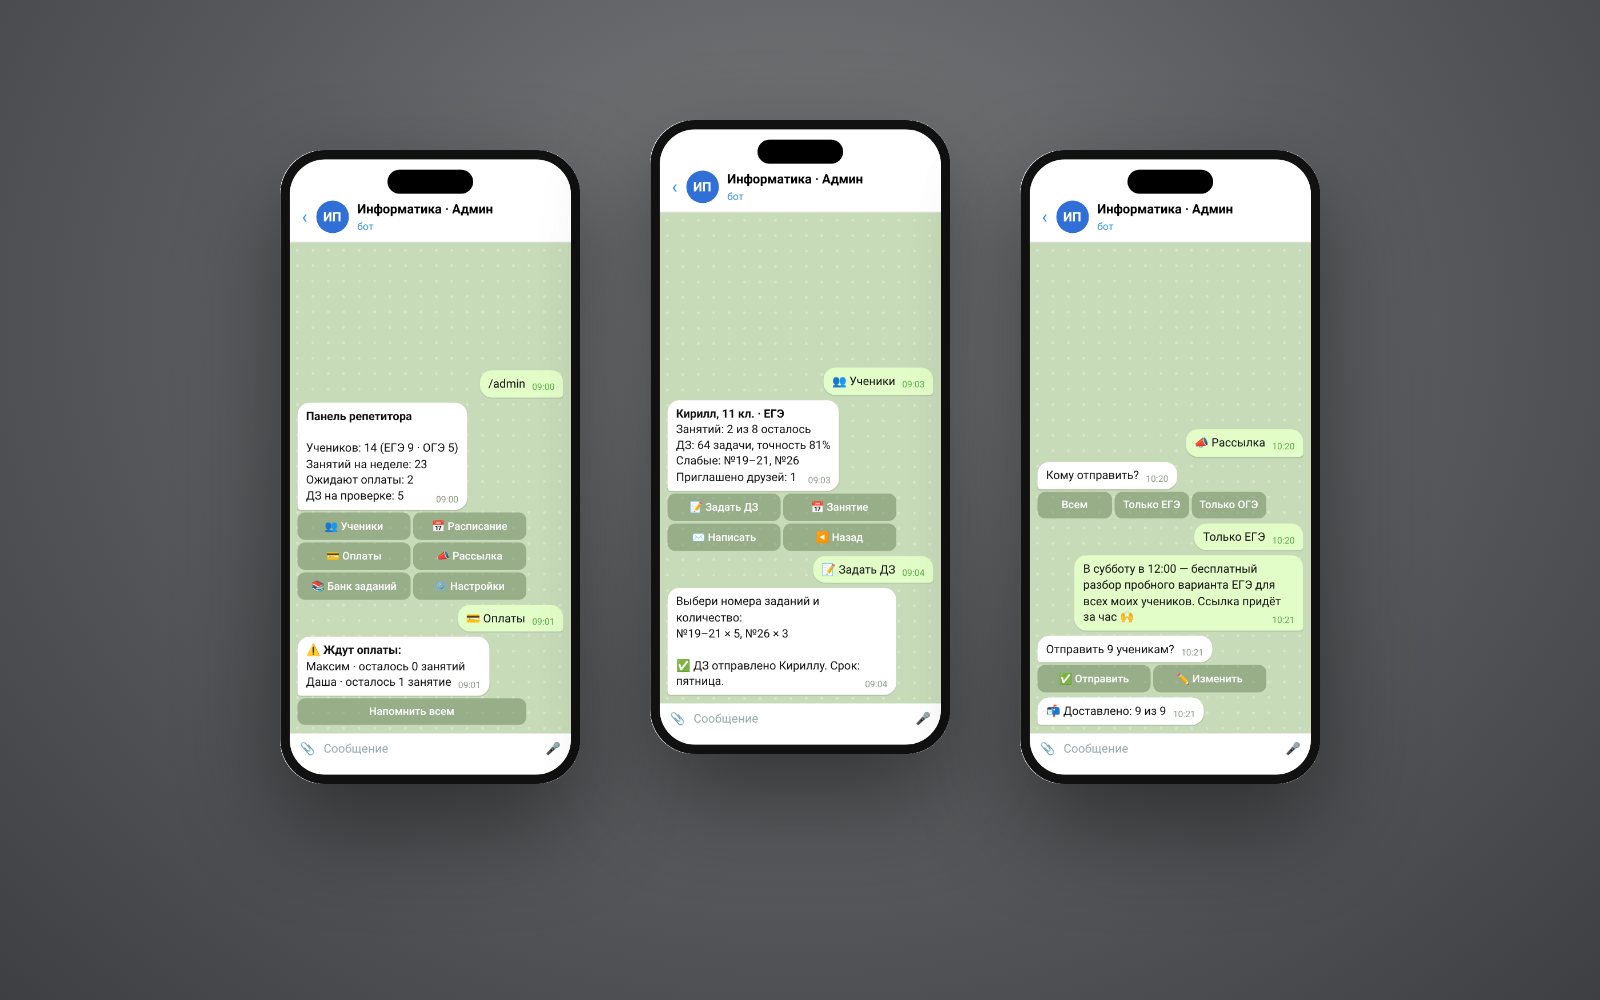 ИП
Информатика · Админ
бот
/admin 09:00
Панель репетитора
Учеников: 14 (ЕГЭ 9 · ОГЭ 5)
Занятий на неделе: 23
Ожидают оплаты: 2
ДЗ на проверке: 5 09:00
👥 Ученики
📅 Расписание
💳 Оплаты
📣 Рассылка
📚 Банк заданий
⚙️ Настройки
💳 Оплаты 09:01
⚠️ Ждут оплаты:
Максим · осталось 0 занятий
Даша · осталось 1 занятие 09:01
Напомнить всем
Сообщение
ИП
Информатика · Админ
бот
👥 Ученики 09:03
Кирилл, 11 кл. · ЕГЭ
Занятий: 2 из 8 осталось
ДЗ: 64 задачи, точность 81%
Слабые: №19–21, №26
Приглашено друзей: 1 09:03
📝 Задать ДЗ
📅 Занятие
✉️ Написать
◀️ Назад
📝 Задать ДЗ 09:04
Выбери номера заданий и
количество:
№19–21 × 5, №26 × 3
✅ ДЗ отправлено Кириллу. Срок:
пятница. 09:04
Сообщение
ИП
Информатика · Админ
бот
📣 Рассылка 10:20
Кому отправить? 10:20
Всем
Только ЕГЭ
Только ОГЭ
Только ЕГЭ 10:20
В субботу в 12:00 — бесплатный
разбор пробного варианта ЕГЭ для
всех моих учеников. Ссылка придёт
за час 🙌 10:21
Отправить 9 ученикам? 10:21
✅ Отправить
✏️ Изменить
📬 Доставлено: 9 из 9 10:21
Сообщение